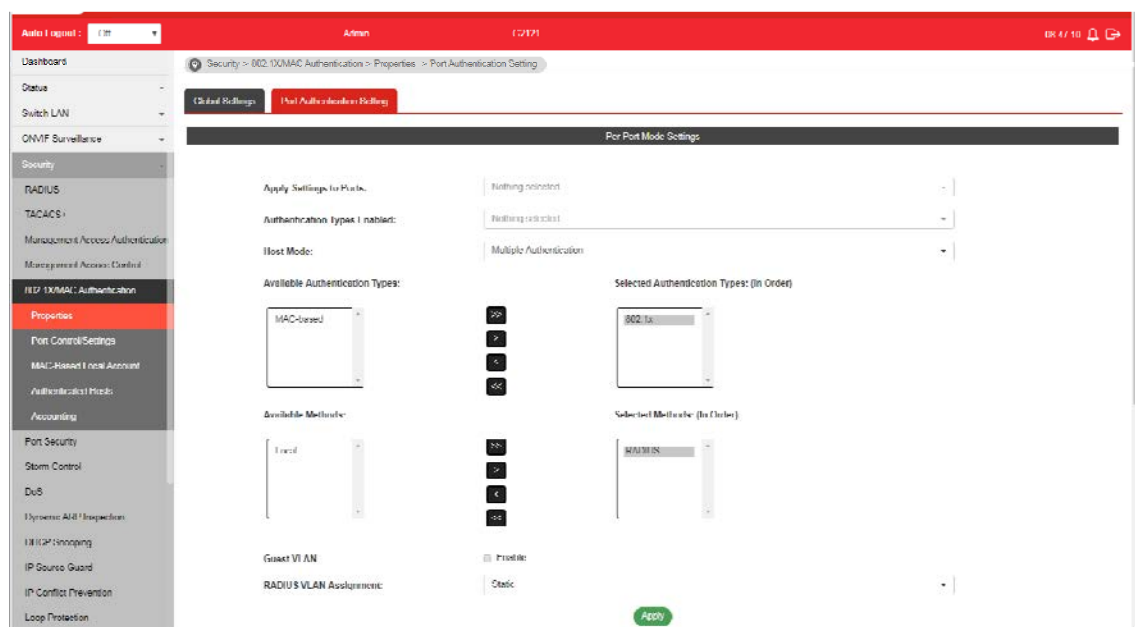 Auto Logout: Off
Admin
08:47:10
Dashboard
Status
Switch LAN
ONVIF Surveillance
Security
RADIUS
TACACS+
Management Access Authentication
Management Access Control
802.1X/MAC Authentication
Properties
Port Control/Settings
MAC-Based Local Account
Authenticated Hosts
Accounting
Port Security
Storm Control
DoS
Dynamic ARP Inspection
DHCP Snooping
IP Source Guard
IP Conflict Prevention
Loop Protection
Security > 802.1X/MAC Authentication > Properties > Port Authentication Setting
Global Settings
Port Authentication Setting
Per Port Mode Settings
Apply Settings to Ports:
Nothing selected
Authentication Types Enabled:
Nothing selected
Host Mode:
Multiple Authentication
Available Authentication Types:
Selected Authentication Types: (In Order)
MAC-based
>>
>
<
<<
802.1x
Available Methods:
Selected Methods: (In Order)
Local
>>
>
<
<<
RADIUS
Guest VLAN
Enable
RADIUS VLAN Assignment:
Static
Apply